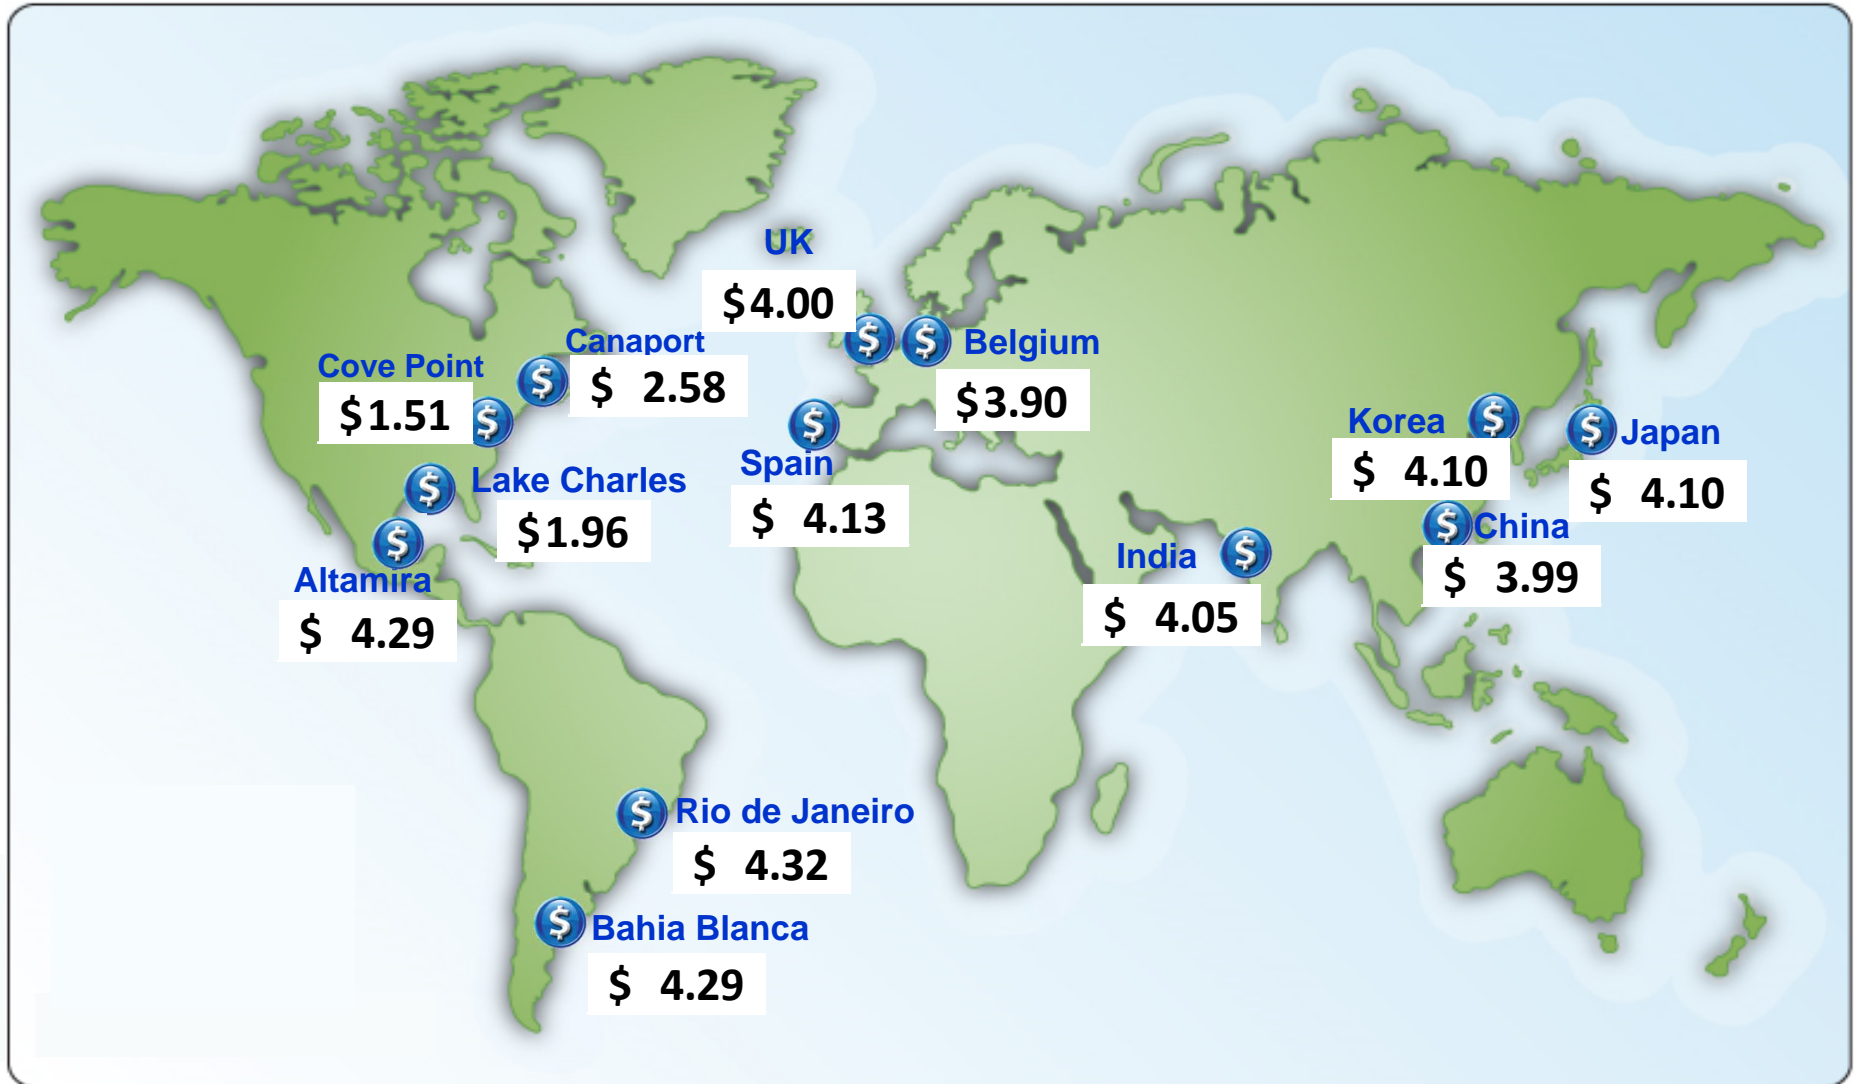 UK
$4.00
Canaport
$ 2.58
Cove Point
$1.51
Belgium
$3.90
Lake Charles
$1.96
Spain
$ 4.13
Altamira
$ 4.29
Korea
$ 4.10
Japan
$ 4.10
China
$ 3.99
India
$ 4.05
Rio de Janeiro
$ 4.32
Bahia Blanca
$ 4.29